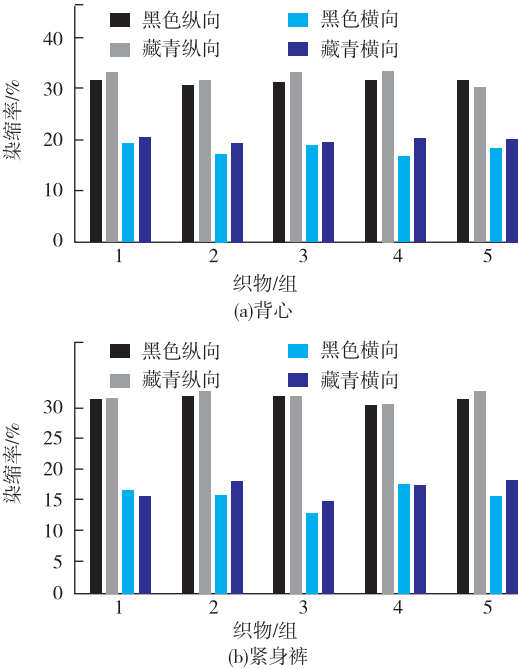 黑色纵向 黑色横向
藏青纵向 藏青横向
染缩率/%
40
30
20
10
0
1 2 3 4 5
织物/组
(a)背心
黑色纵向 黑色横向
藏青纵向 藏青横向
染缩率/%
30
25
20
15
10
5
0
1 2 3 4 5
织物/组
(b)紧身裤